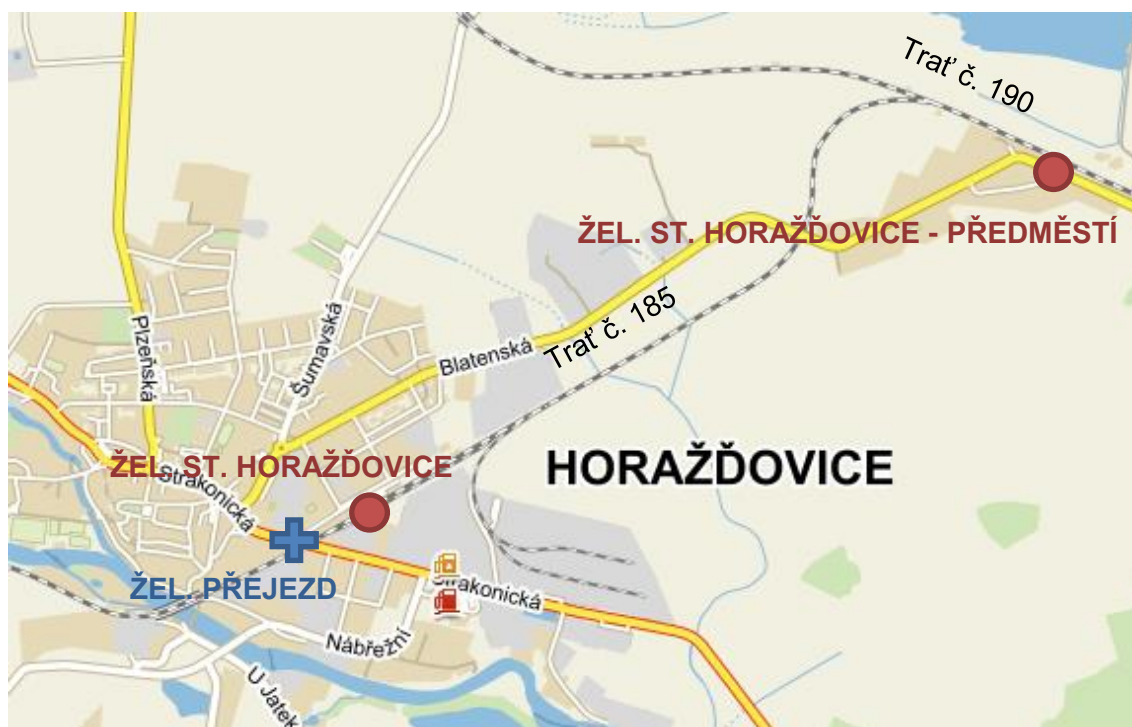 Trať č. 190
ŽEL. ST. HORAŽĎOVICE - PŘEDMĚSTÍ
Trať č. 185
Plzeňská
Šumavská
Blatenská
ŽEL. ST. HORAŽĎOVICE
HORAŽĎOVICE
Strakonická
ŽEL. PŘEJEZD
Strakonická
Nábřežní
U Jatek